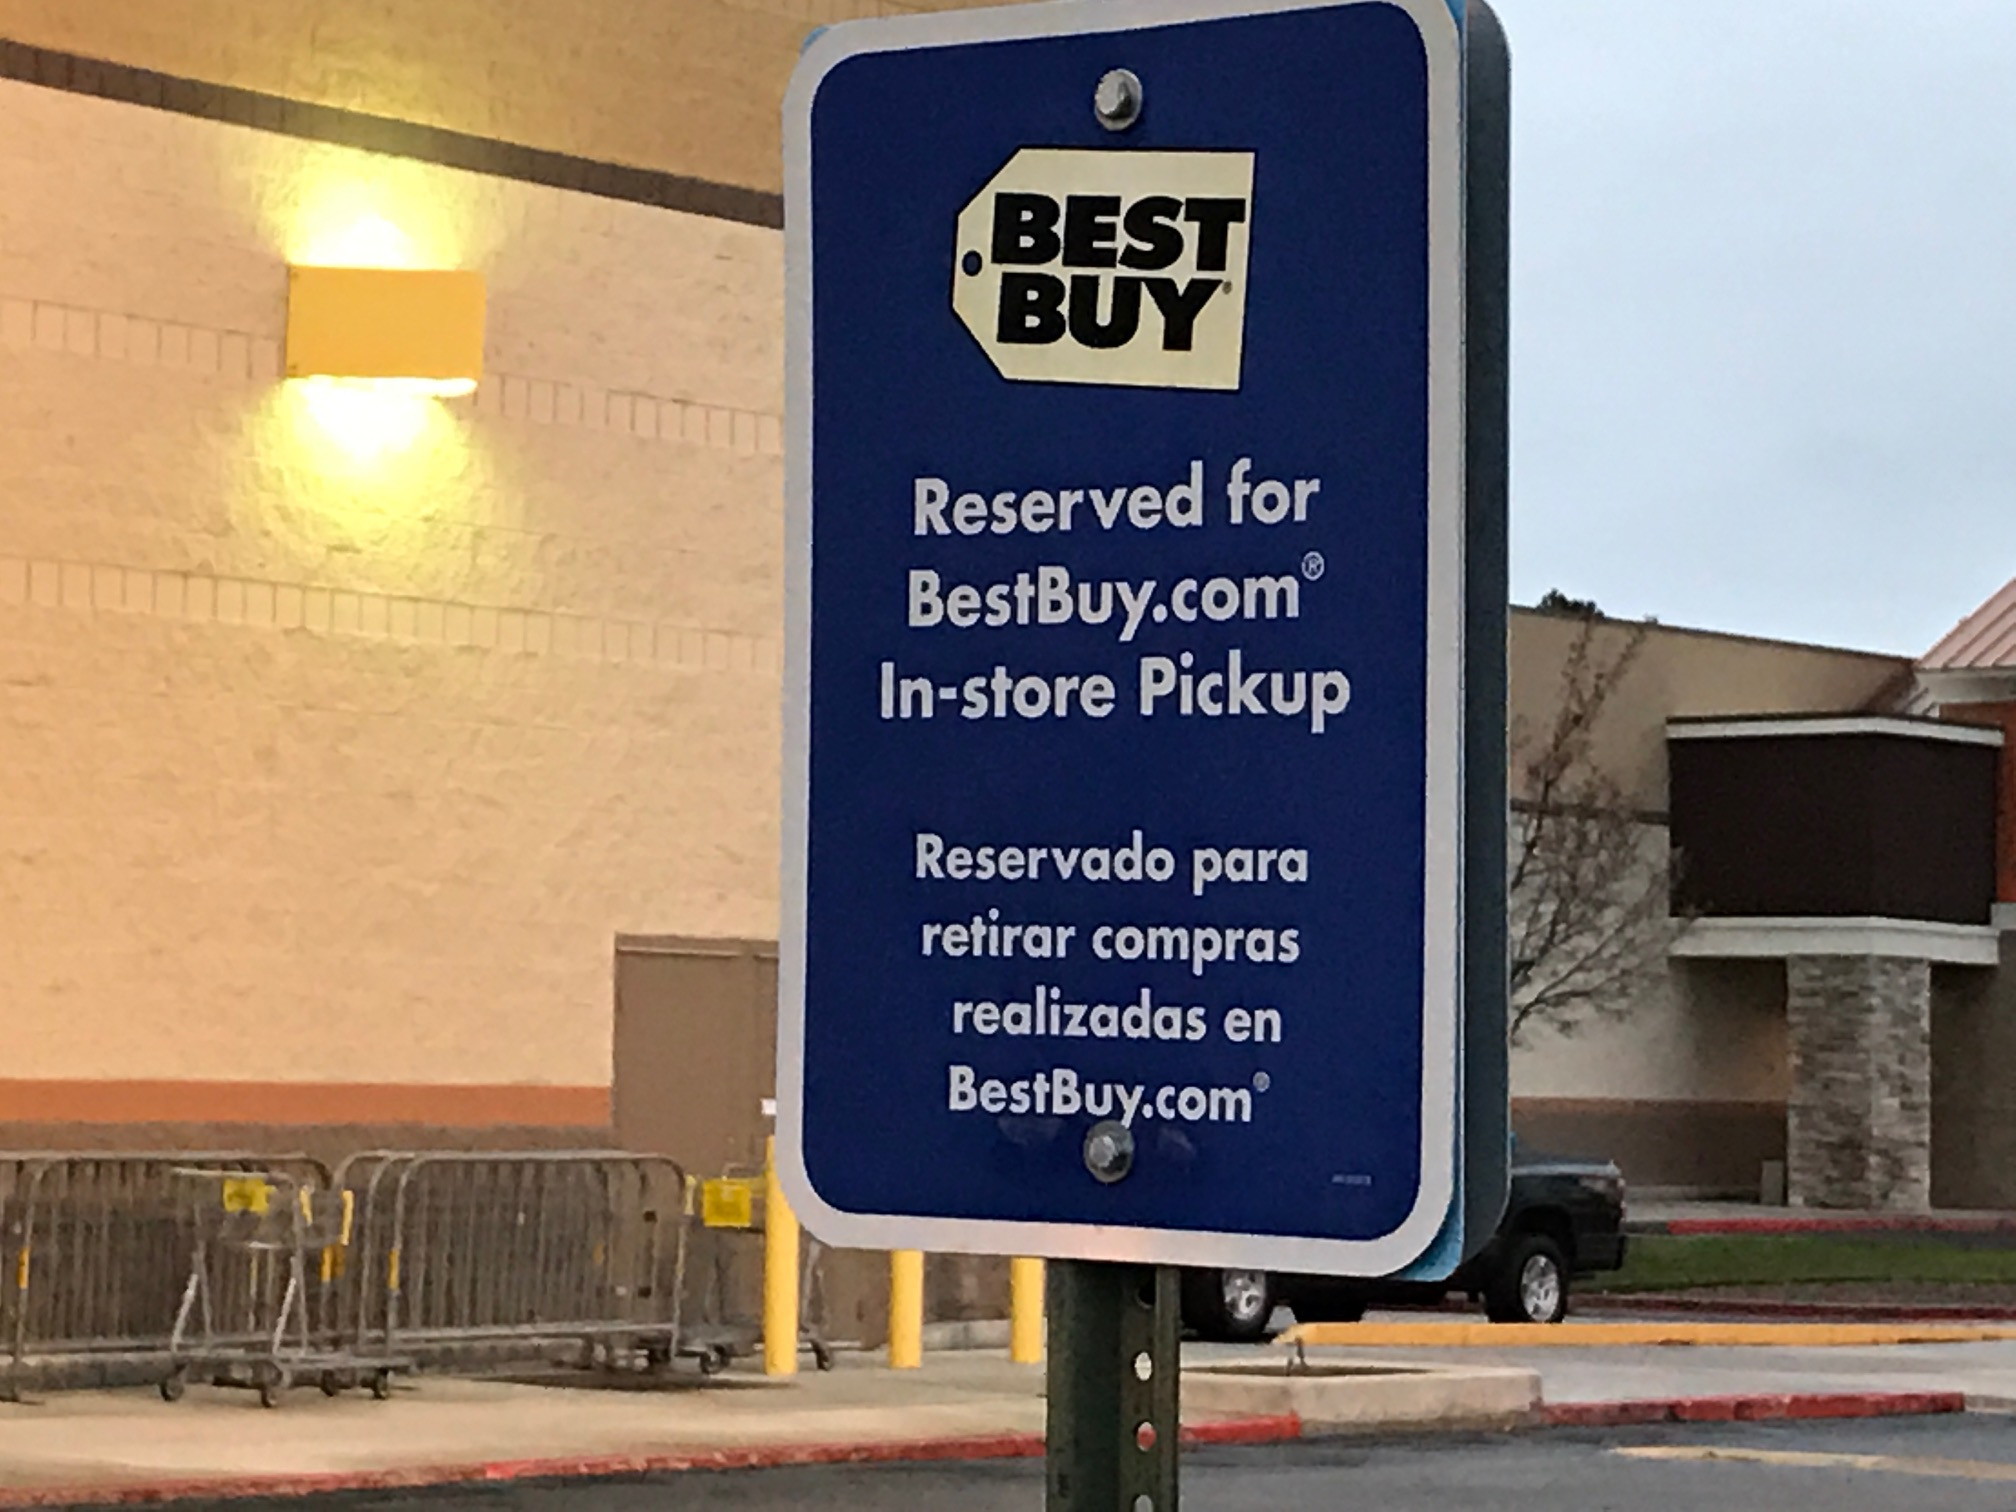 BEST
BUY
Reserved for
BestBuy.com®
In-store Pickup
Reservado para
retirar compras
realizadas en
BestBuy.com®